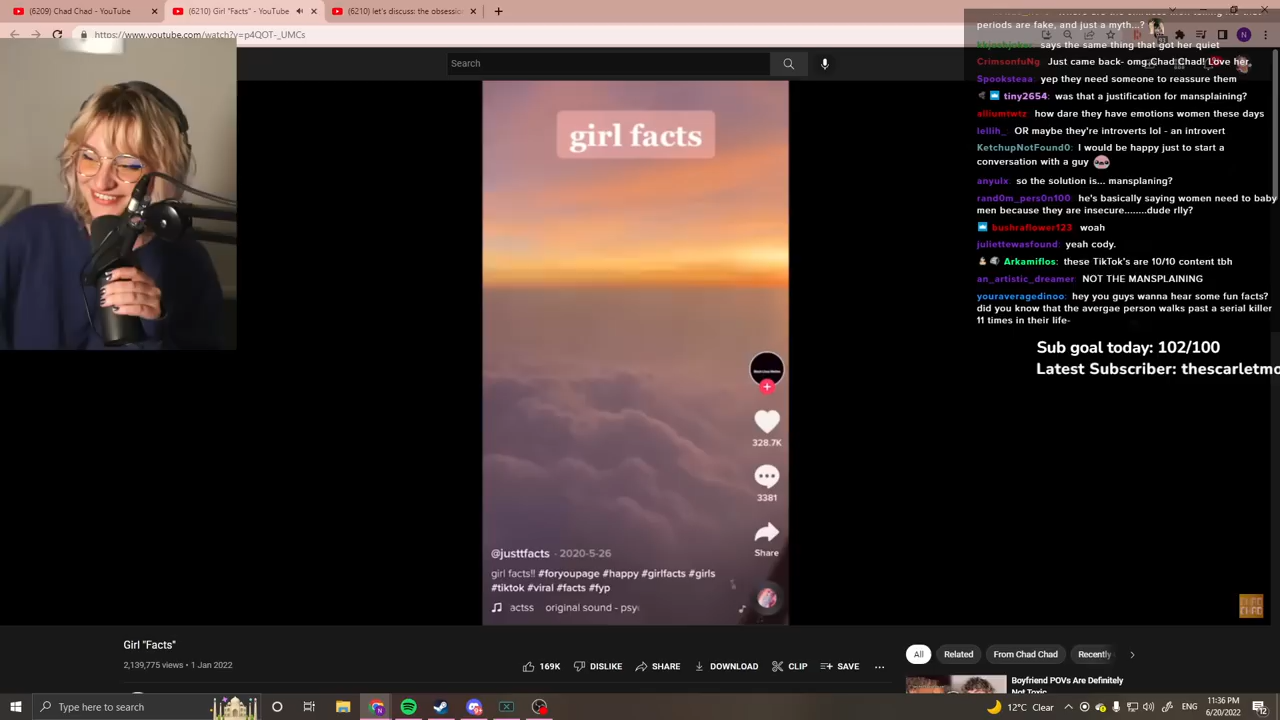 (6209) Chad Chad - YouTube
(6210) Girl "Facts" - YouTube
(6210) let's discuss the obsessi
https://www.youtube.com/watch?v=p4QOT-_UMCs
Search
girl facts
328.7K
3381
Share
@justtfacts · 2020-5-26
girl facts!! #foryoupage #happy #girlfacts #girls
#tiktok #viral #facts #fyp
actss original sound - psy
periods are fake, and just a myth...?
says the same thing that got her quiet
CrimsonfuNg Just came back- omg Chad Chad! Love her
Spooksteaa: yep they need someone to reassure them
tiny2654: was that a justification for mansplaining?
alliumtwtz how dare they have emotions women these days
lellih_: OR maybe they're introverts lol - an introvert
KetchupNotFound0: I would be happy just to start a
conversation with a guy
anyulx: so the solution is... mansplaning?
rand0m_pers0n100 he's basically saying women need to baby
men because they are insecure........dude rlly?
bushraflower123 woah
juliettewasfound: yeah cody.
Arkamiflos: these TikTok's are 10/10 content tbh
an_artistic_dreamer: NOT THE MANSPLAINING
youraveragedinoo: hey you guys wanna hear some fun facts?
did you know that the avergae person walks past a serial killer
11 times in their life-
Sub goal today: 102/100
Latest Subscriber: thescarletmo
Girl "Facts"
2,139,775 views • 1 Jan 2022
169K DISLIKE SHARE DOWNLOAD CLIP SAVE
All Related From Chad Chad Recently
Boyfriend POVs Are Definitely
Not Toxic
Type here to search
12°C Clear
11:36 PM
6/20/2022
12